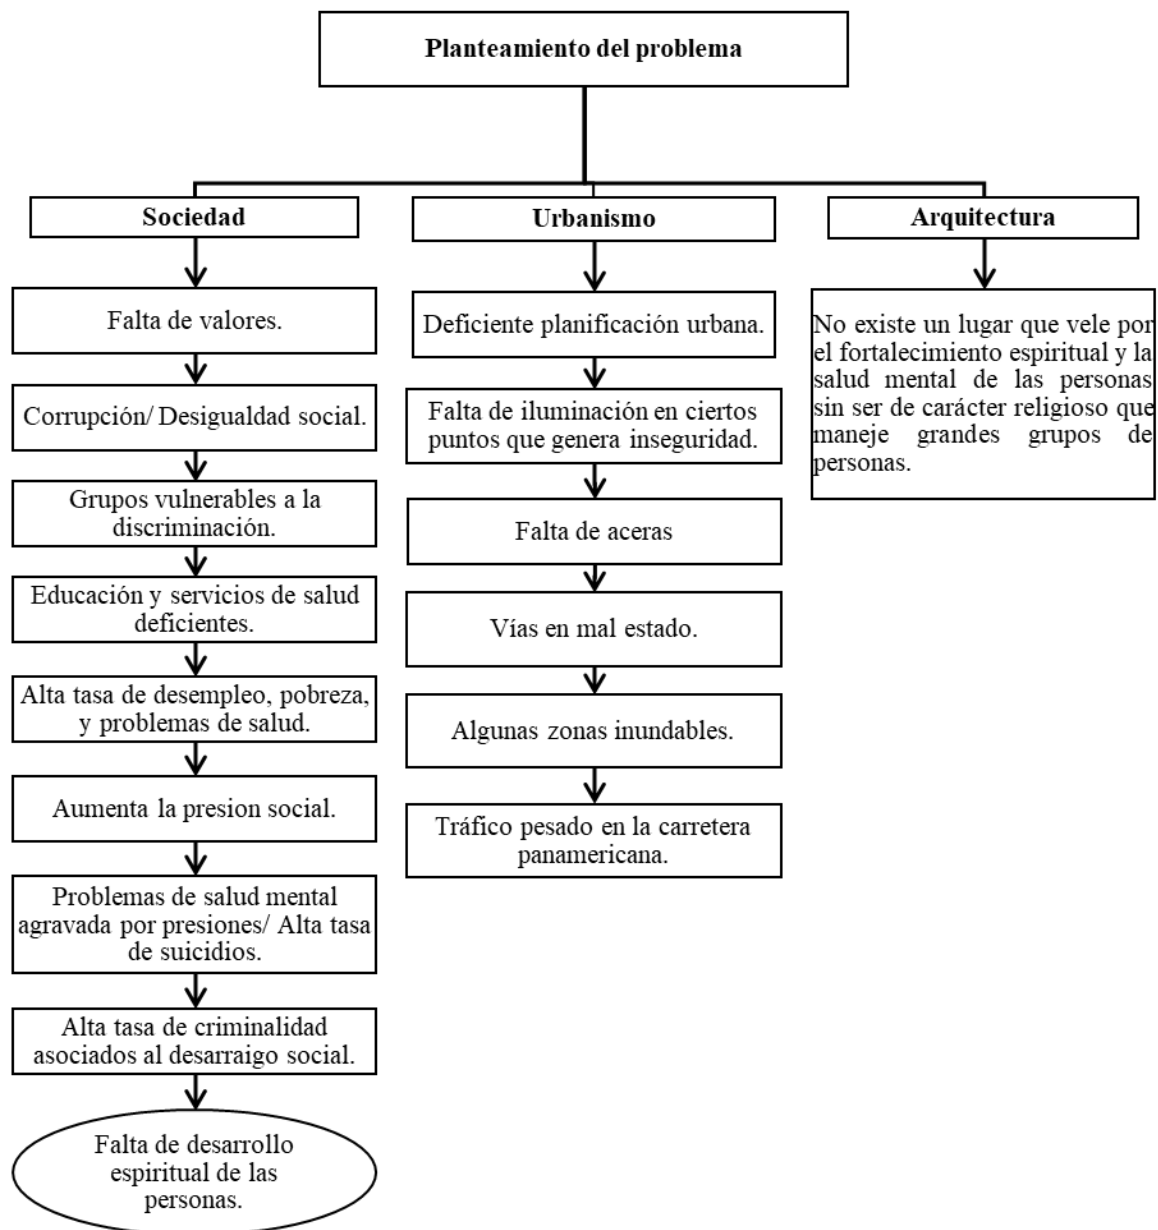 Planteamiento del problema
Sociedad
Falta de valores.
Corrupción/ Desigualdad social.
Grupos vulnerables a la
discriminación.
Educación y servicios de salud
deficientes.
Alta tasa de desempleo, pobreza,
y problemas de salud.
Aumenta la presion social.
Problemas de salud mental
agravada por presiones/ Alta tasa
de suicidios.
Alta tasa de criminalidad
asociados al desarraigo social.
Falta de desarrollo
espiritual de las
personas.
Urbanismo
Deficiente planificación urbana.
Falta de iluminación en ciertos
puntos que genera inseguridad.
Falta de aceras
Vías en mal estado.
Algunas zonas inundables.
Tráfico pesado en la carretera
panamericana.
Arquitectura
No existe un lugar que vele por
el fortalecimiento espiritual y la
salud mental de las personas
sin ser de carácter religioso que
maneje grandes grupos de
personas.